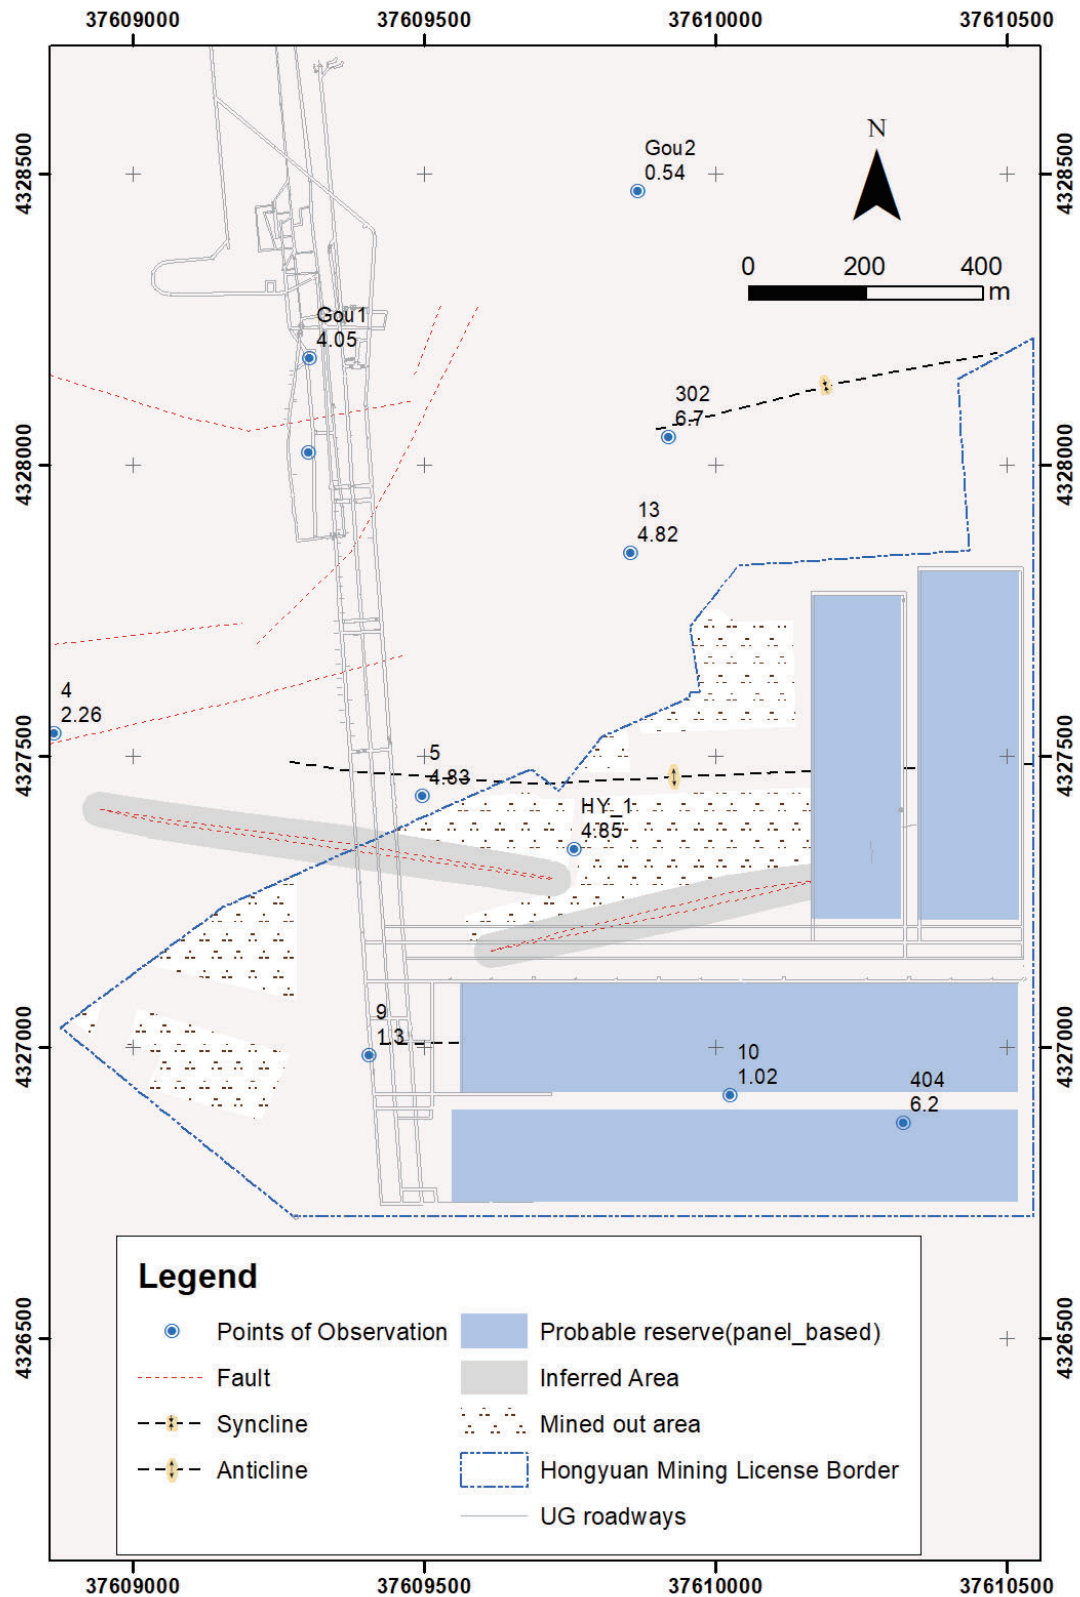 37609000 37609500 37610000 37610500
4328500
4328000
4327500
4327000
4326500
4328500
4328000
4327500
4327000
4326500
N
0 200 400
m
Gou2
0.54
Gou1
4.05
302
6.7
13
4.82
4
2.26
5
4.83
HY_1
4.85
9
1.3
10
1.02
404
6.2
Legend
Points of Observation
Fault
Syncline
Anticline
Probable reserve(panel_based)
Inferred Area
Mined out area
Hongyuan Mining License Border
UG roadways
37609000 37609500 37610000 37610500